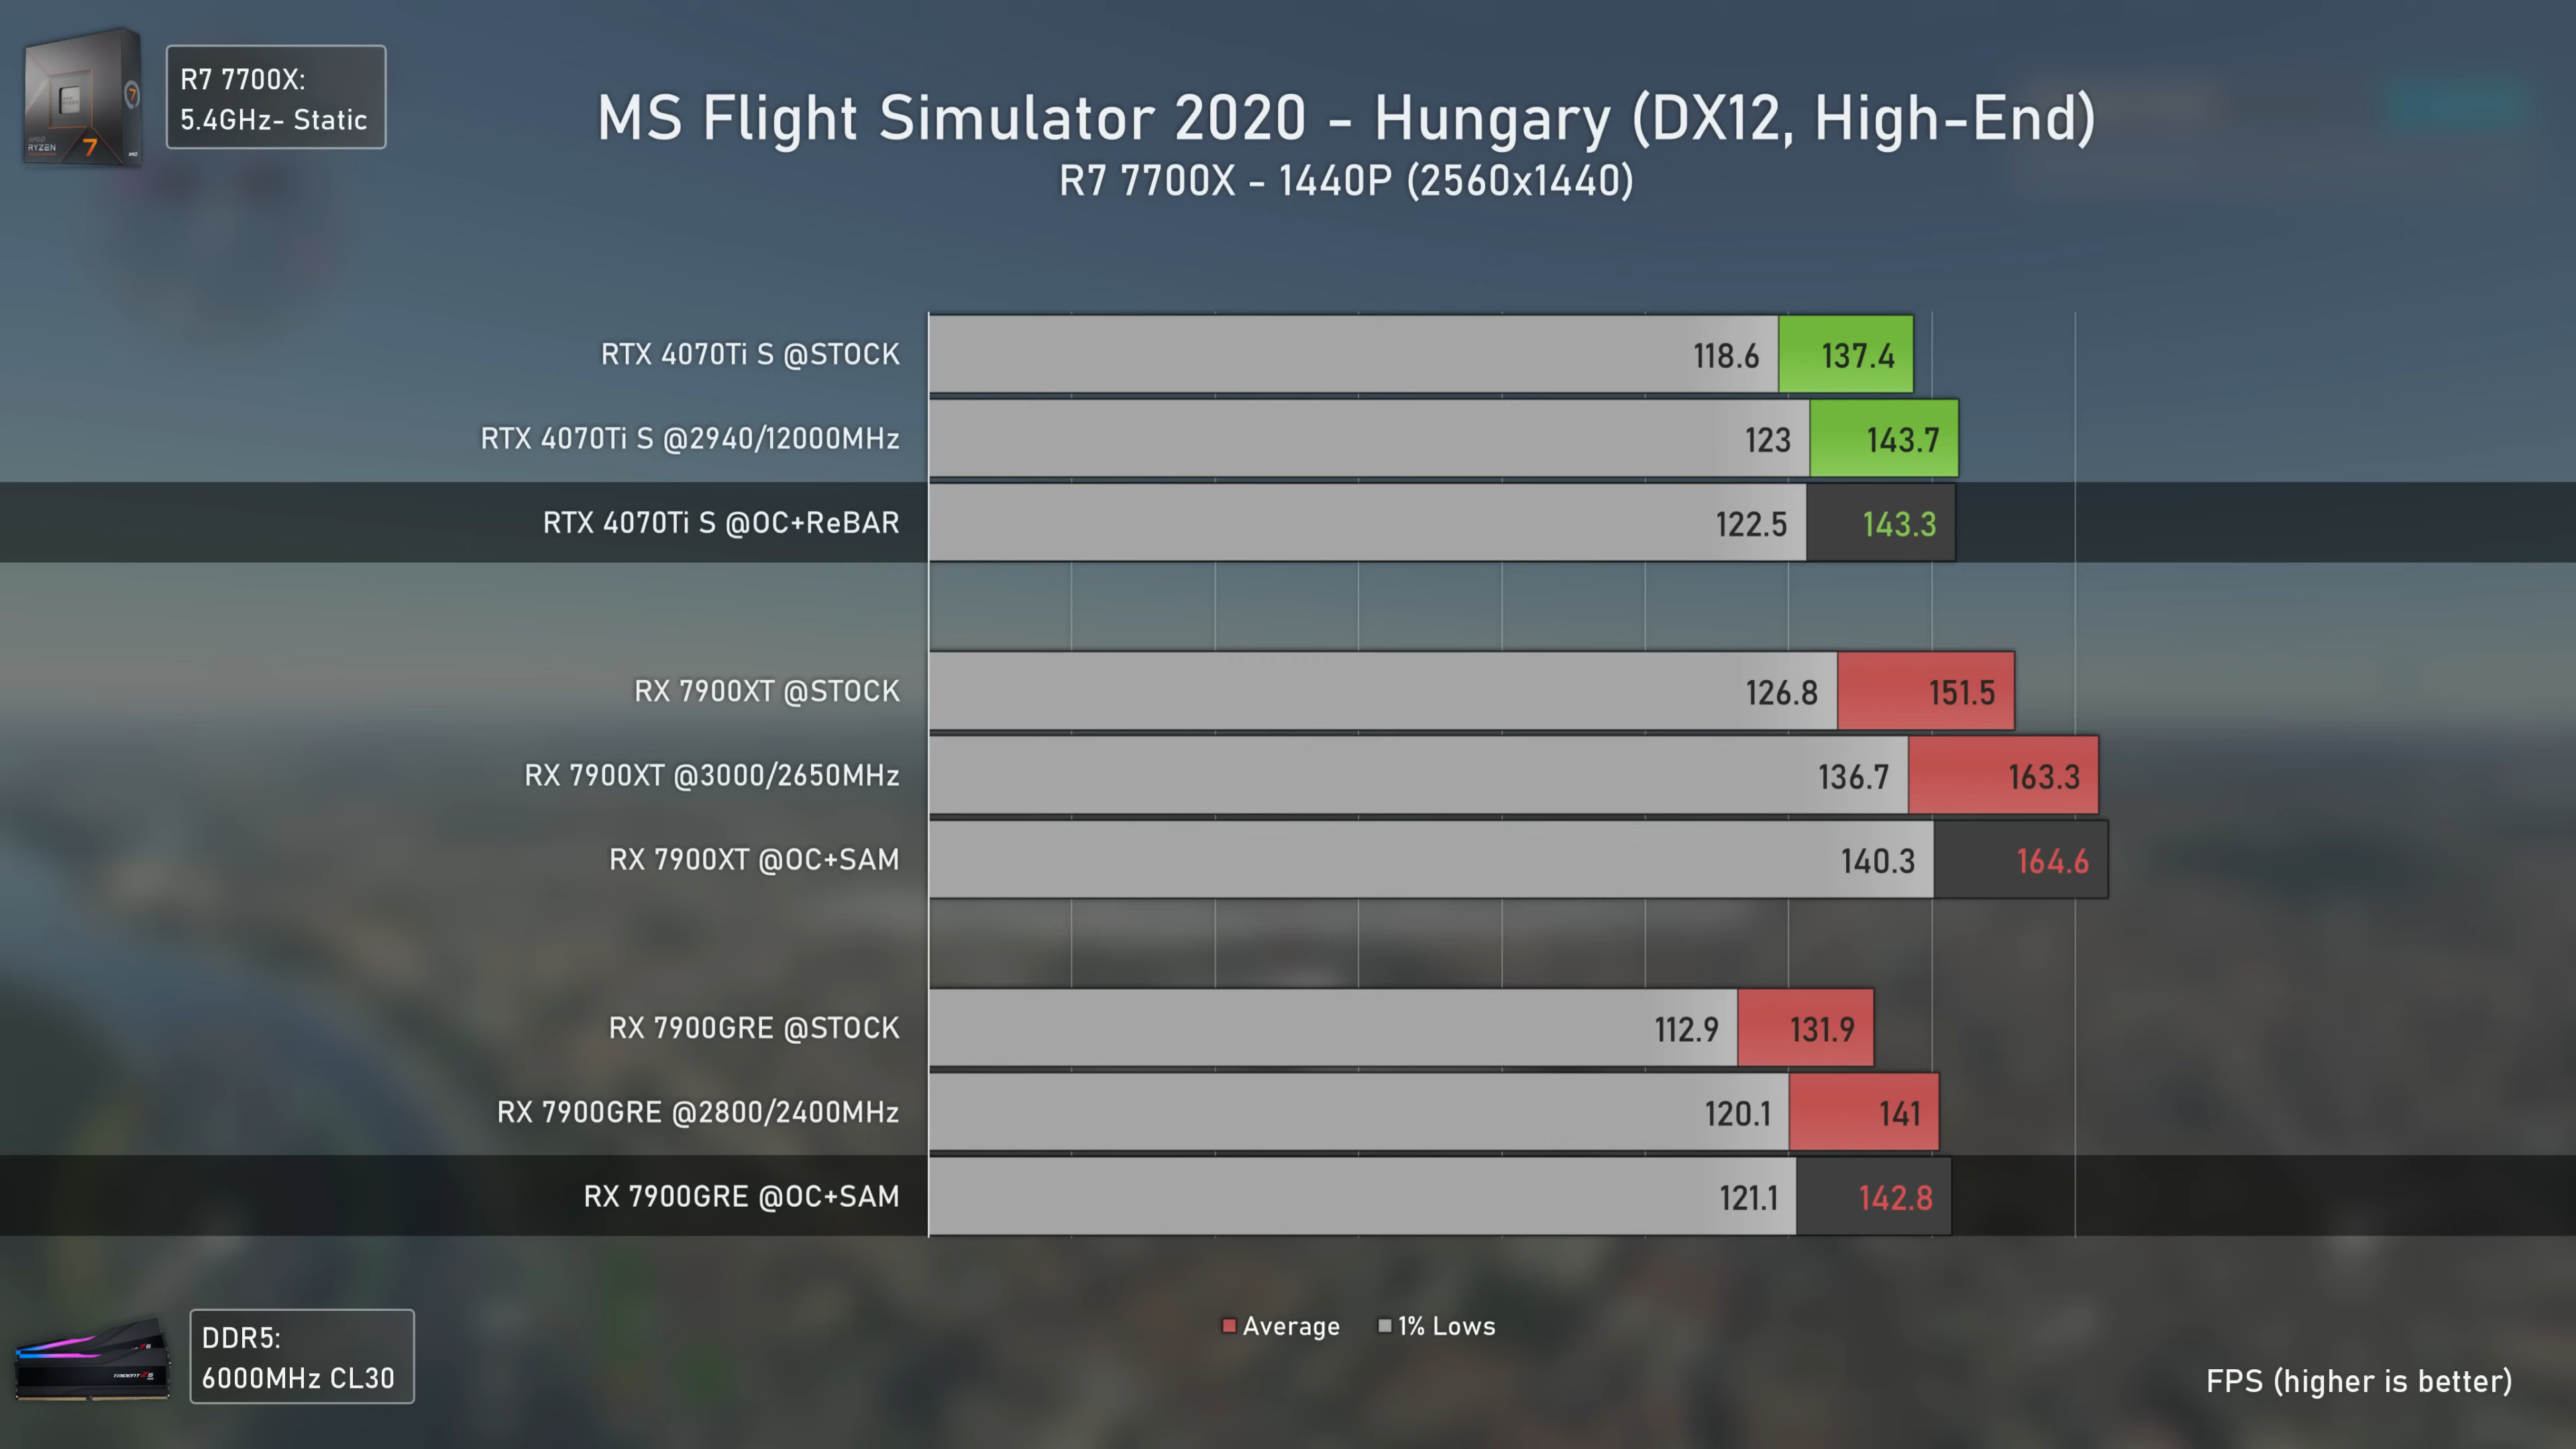 R7 7700X:
5.4GHz- Static
RYZEN 7
MS Flight Simulator 2020 - Hungary (DX12, High-End)
R7 7700X - 1440P (2560x1440)
RTX 4070Ti S @STOCK 118.6 137.4
RTX 4070Ti S @2940/12000MHz 123 143.7
RTX 4070Ti S @OC+ReBAR 122.5 143.3
RX 7900XT @STOCK 126.8 151.5
RX 7900XT @3000/2650MHz 136.7 163.3
RX 7900XT @OC+SAM 140.3 164.6
RX 7900GRE @STOCK 112.9 131.9
RX 7900GRE @2800/2400MHz 120.1 141
RX 7900GRE @OC+SAM 121.1 142.8
Average 1% Lows
DDR5:
6000MHz CL30
FPS (higher is better)